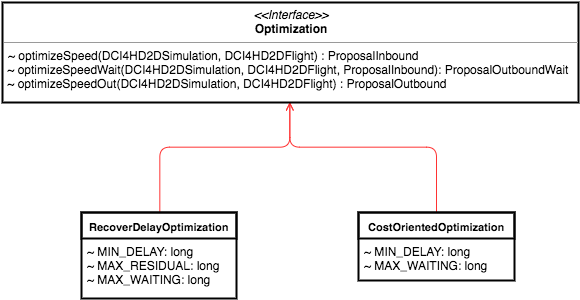 <<Interface>>
Optimization
~ optimizeSpeed(DCI4HD2DSimulation, DCI4HD2DFlight) : ProposalInbound
~ optimizeSpeedWait(DCI4HD2DSimulation, DCI4HD2DFlight, ProposalInbound): ProposalOutboundWait
~ optimizeSpeedOut(DCI4HD2DSimulation, DCI4HD2DFlight) : ProposalOutbound
RecoverDelayOptimization
~ MIN_DELAY: long
~ MAX_RESIDUAL: long
~ MAX_WAITING: long
CostOrientedOptimization
~ MIN_DELAY: long
~ MAX_WAITING: long